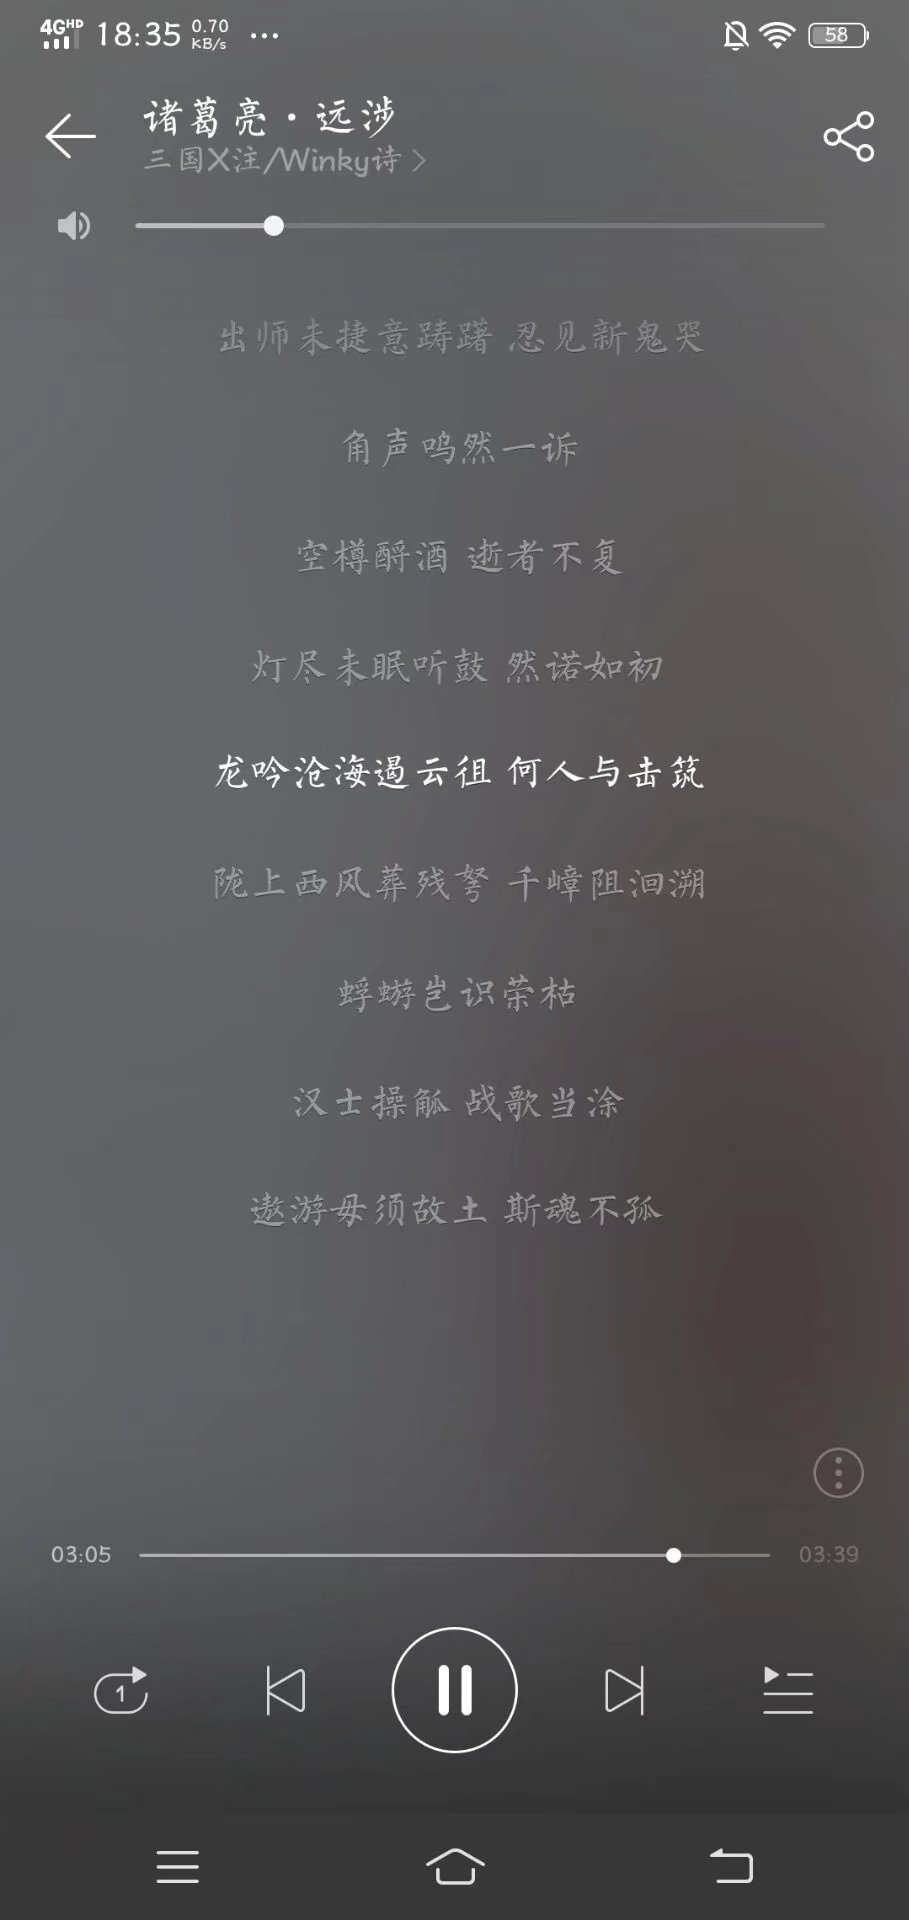 4G HD 18:35 0.70 KB/s ... 58
诸葛亮·远涉
三国X注/Winky诗 >
出师未捷意踌躇 忍见新鬼哭
角声呜然一诉
空樽酹酒 逝者不复
灯尽未眠听鼓 然诺如初
龙吟沧海遏云徂 何人与击筑
陇上西风葬残弩 千嶂阻洄溯
蜉蝣岂识荣枯
汉士操觚 战歌当涂
遨游毋须故土 斯魂不孤
03:05 03:39
1